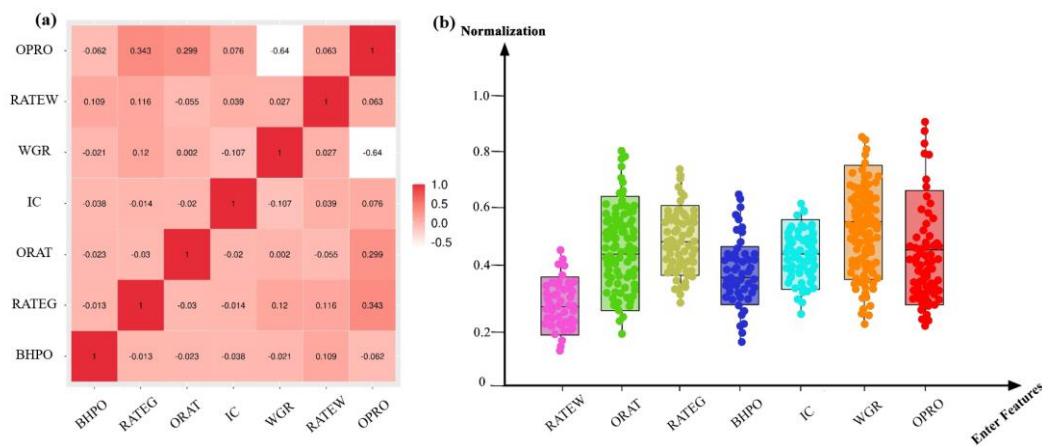 (a)
OPRO -0.062 0.343 0.299 0.076 -0.64 0.063 1
RATEW 0.109 0.116 -0.055 0.039 0.027 1 0.063
WGR -0.021 0.12 0.002 -0.107 1 0.027 -0.64
IC -0.038 -0.014 -0.02 1 -0.107 0.039 0.076
ORAT -0.023 -0.03 1 -0.02 0.002 -0.055 0.299
RATEG -0.013 1 -0.03 -0.014 0.12 0.116 0.343
BHPO 1 -0.013 -0.023 -0.038 -0.021 0.109 -0.062
BHPO RATEG ORAT IC WGR RATEW OPRO
1.0
0.5
0.0
-0.5
(b)
Normalization
1.0
0.8
0.6
0.4
0.2
0
RATEW ORAT RATEG BHPO IC WGR OPRO
Enter Features